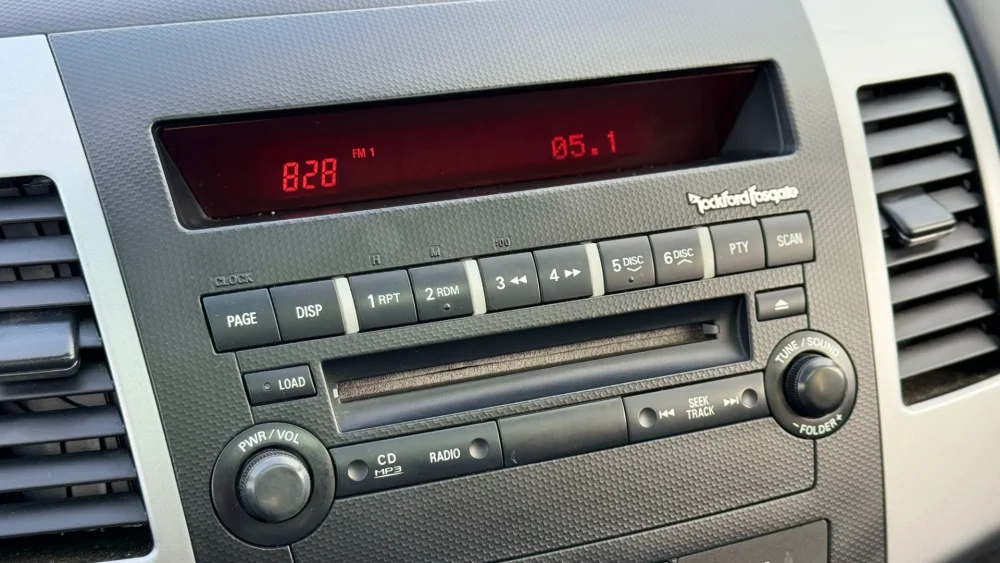 828
FM 1
05.1
Rockford Fosgate
CLOCK
H
M
:00
PAGE
DISP
1 RPT
2 RDM
3
4
5 DISC
6 DISC
PTY
SCAN
LOAD
TUNE / SOUND
- FOLDER +
PWR/VOL
CD
MP3
RADIO
SEEK
TRACK